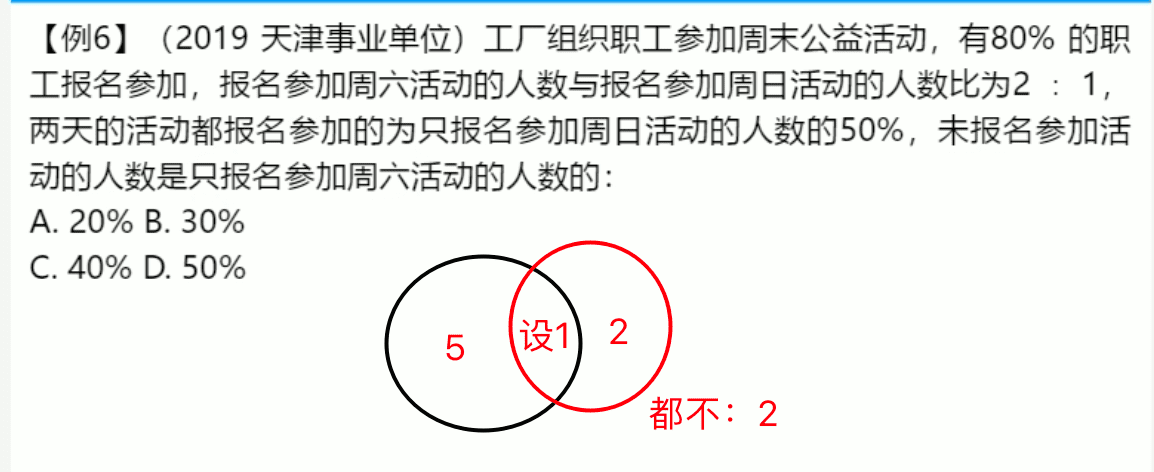 【例6】（2019 天津事业单位）工厂组织职工参加周末公益活动，有80% 的职
工报名参加，报名参加周六活动的人数与报名参加周日活动的人数比为2 ：1，
两天的活动都报名参加的为只报名参加周日活动的人数的50%，未报名参加活
动的人数是只报名参加周六活动的人数的：
A. 20% B. 30%
C. 40% D. 50%
5 设1 2
都不：2